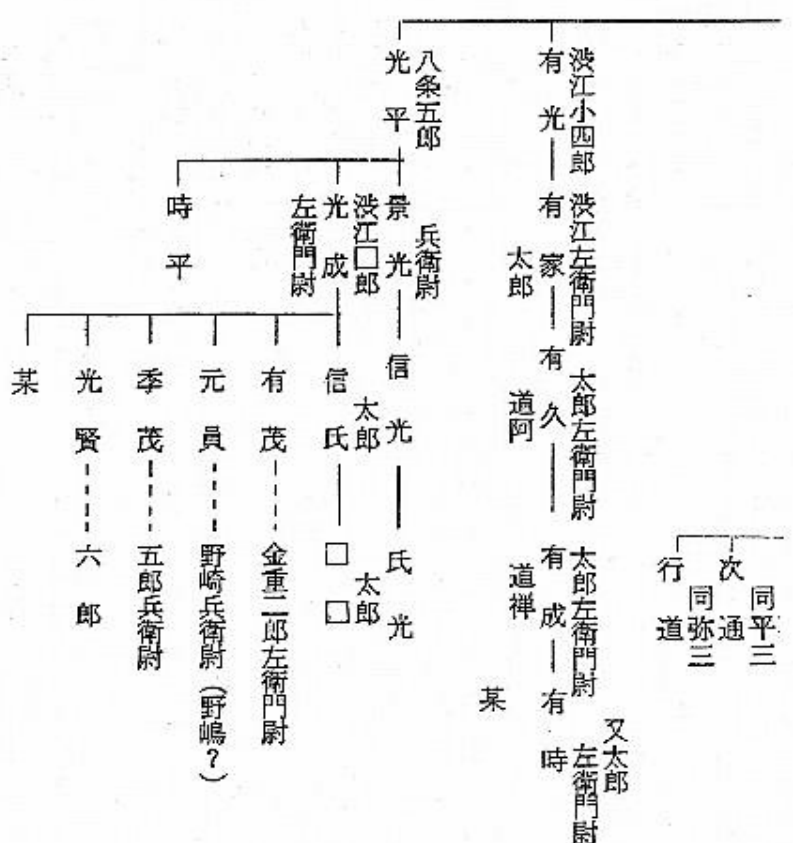 同平三
次通
同弥三
行道
渋江小四郎
有光
渋江左衛門尉
有家
太郎
太郎左衛門尉
有久
道阿
太郎左衛門尉
有成
道禅
又太郎
左衛門尉
有時
某
八条五郎
光平
兵衛尉
景光
信光
氏光
渋江□郎
光成
左衛門尉
太郎
信氏
太郎
□□
時平
有茂
金重二郎左衛門尉
元員
野崎兵衛尉（野嶋？）
季茂
五郎兵衛尉
光賢
六郎
某